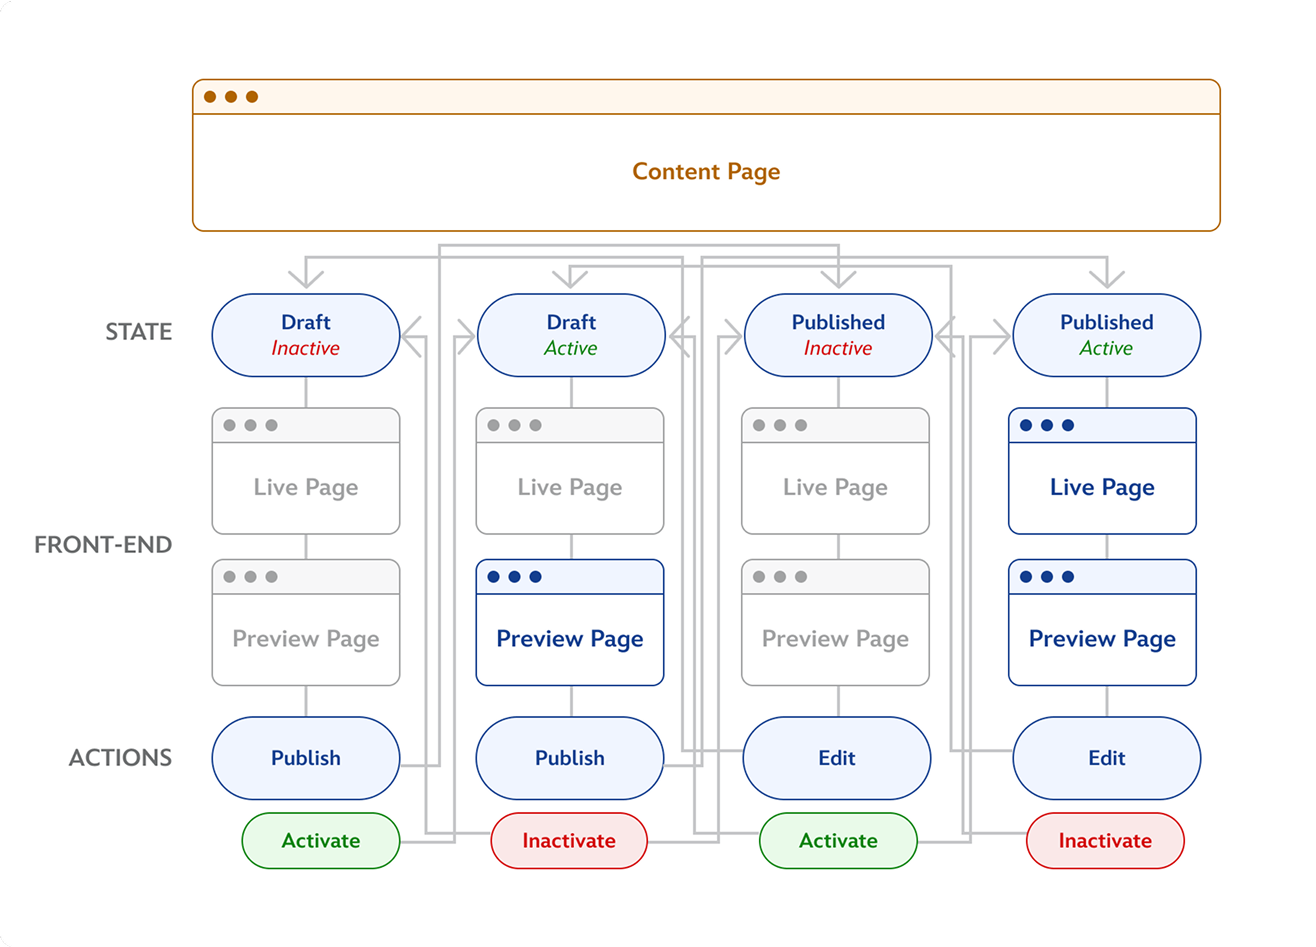 Content Page
STATE
Draft
Inactive
Draft
Active
Published
Inactive
Published
Active
FRONT-END
Live Page
Live Page
Live Page
Live Page
Preview Page
Preview Page
Preview Page
Preview Page
ACTIONS
Publish
Publish
Edit
Edit
Activate
Inactivate
Activate
Inactivate